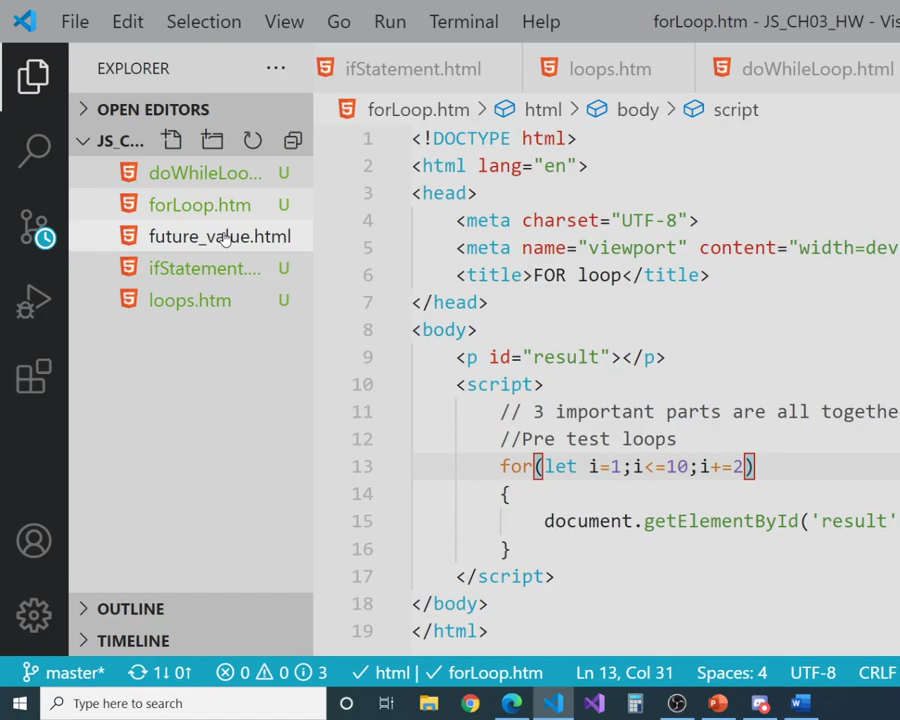 File Edit Selection View Go Run Terminal Help forLoop.htm - JS_CH03_HW - Vis
EXPLORER ···
ifStatement.html loops.htm doWhileLoop.html
OPEN EDITORS
forLoop.htm > html > body > script
JS_C...
doWhileLoo... U
forLoop.htm U
future_value.html
ifStatement.... U
loops.htm U
1 <!DOCTYPE html>
2 <html lang="en">
3 <head>
4 <meta charset="UTF-8">
5 <meta name="viewport" content="width=dev
6 <title>FOR loop</title>
7 </head>
8 <body>
9 <p id="result"></p>
10 <script>
11 // 3 important parts are all togethe
12 //Pre test loops
13 for(let i=1;i<=10;i+=2)
14 {
15 document.getElementById('result'
16 }
17 </script>
18 </body>
19 </html>
OUTLINE
TIMELINE
master* 1↓ 0↑ 0 0 3 html | forLoop.htm Ln 13, Col 31 Spaces: 4 UTF-8 CRLF
Type here to search